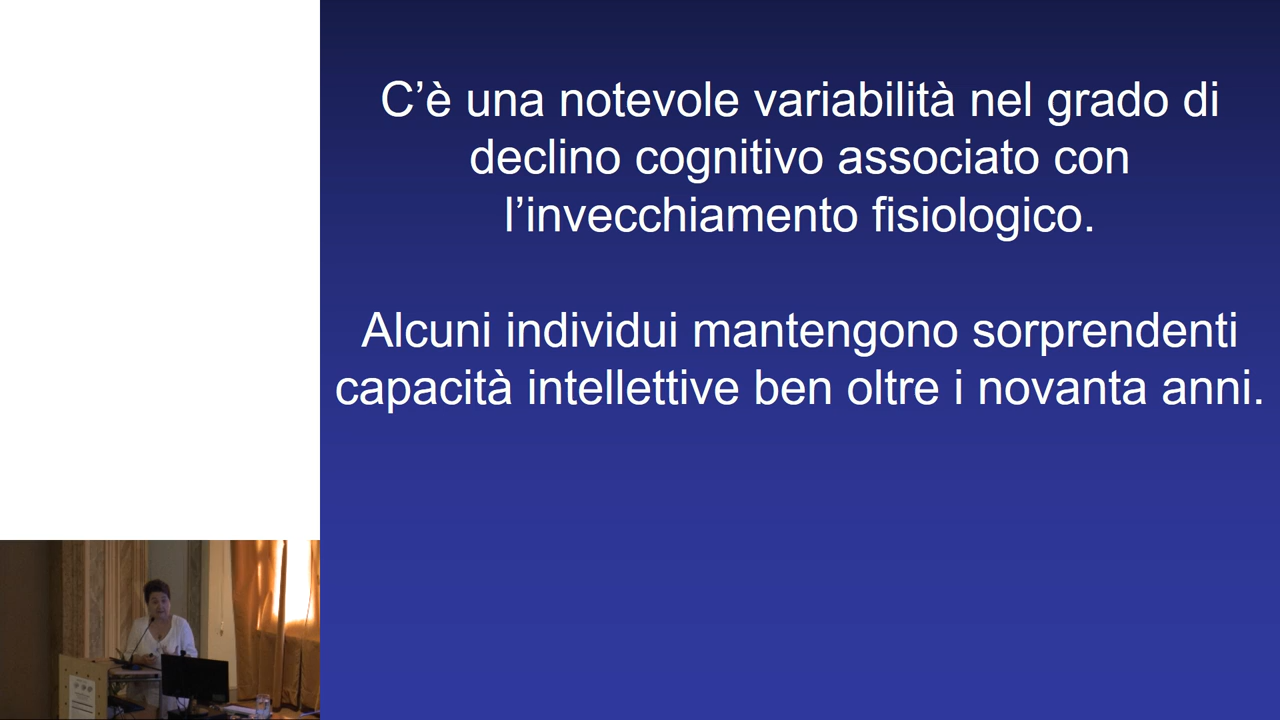 C’è una notevole variabilità nel grado di
declino cognitivo associato con
l’invecchiamento fisiologico.
Alcuni individui mantengono sorprendenti
capacità intellettive ben oltre i novanta anni.